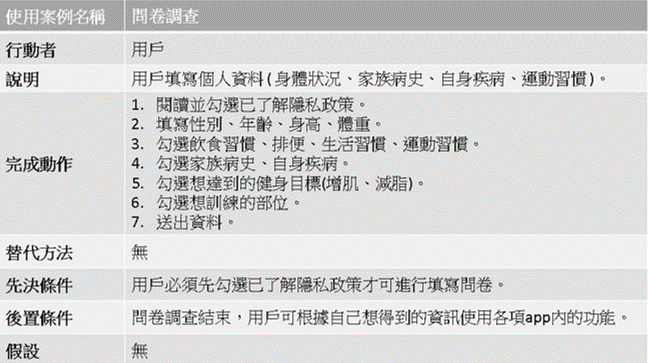 使用案例名稱 問卷調查
行動者 用戶
說明 用戶填寫個人資料(身體狀況、家族病史、自身疾病、運動習慣)。
完成動作
1. 閱讀並勾選已了解隱私政策。
2. 填寫性別、年齡、身高、體重。
3. 勾選飲食習慣、排便、生活習慣、運動習慣。
4. 勾選家族病史、自身疾病。
5. 勾選想達到的健身目標(增肌、減脂)。
6. 勾選想訓練的部位。
7. 送出資料。
替代方法 無
先決條件 用戶必須先勾選已了解隱私政策才可進行填寫問卷。
後置條件 問卷調查結束，用戶可根據自己想得到的資訊使用各項app內的功能。
假設 無